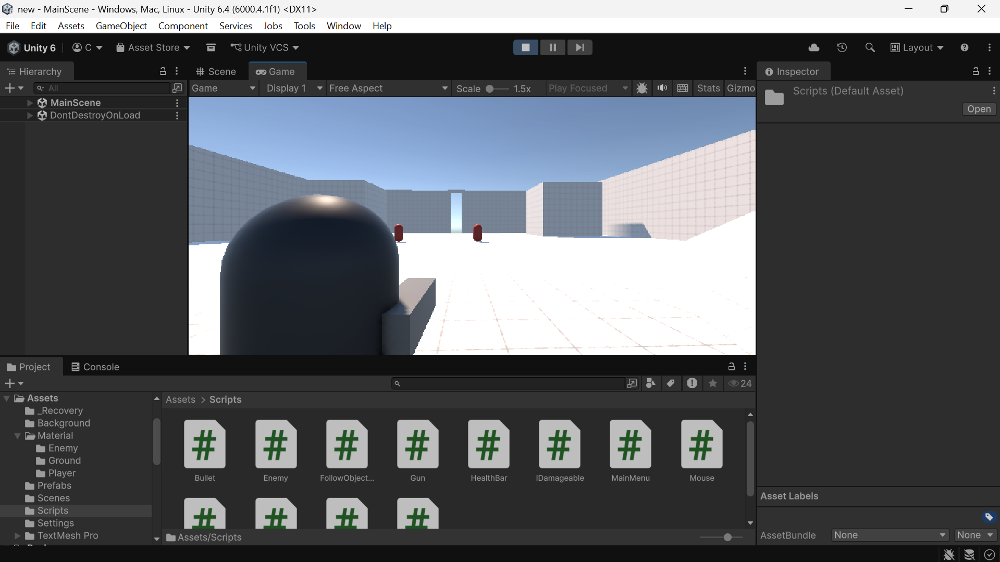 new - MainScene - Windows, Mac, Linux - Unity 6.4 (6000.4.1f1) <DX11>
File Edit Assets GameObject Component Services Jobs Tools Window Help
Unity 6 C Asset Store Unity VCS Layout
Hierarchy Scene Game Inspector
All Game Display 1 Free Aspect Scale 1.5x Play Focused Stats Gizmo
Scripts (Default Asset)
Open
MainScene
DontDestroyOnLoad
Project Console
24
Assets
_Recovery
Background
Material
Enemy
Ground
Player
Prefabs
Scenes
Scripts
Settings
TextMesh Pro
Assets > Scripts
Bullet Enemy FollowObject... Gun HealthBar IDamageable MainMenu Mouse
Assets/Scripts
Asset Labels
AssetBundle None None